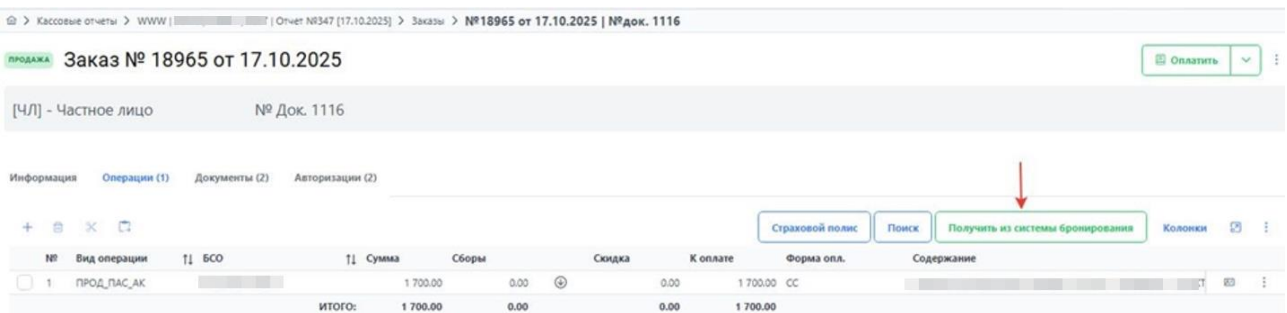 Кассовые отчеты > WWW | | Отчет №347 [17.10.2025] > Заказы > №18965 от 17.10.2025 | №док. 1116
ПРОДАЖА Заказ № 18965 от 17.10.2025 Оплатить
[ЧЛ] - Частное лицо № Док. 1116
Информация Операции (1) Документы (2) Авторизации (2)
Страховой полис Поиск Получить из системы бронирования Колонки
№ Вид операции БСО Сумма Сборы Скидка К оплате Форма опл. Содержание
1 ПРОД_ПАС_АК 1 700.00 0.00 0.00 1 700.00 CC
ИТОГО: 1 700.00 0.00 0.00 1 700.00